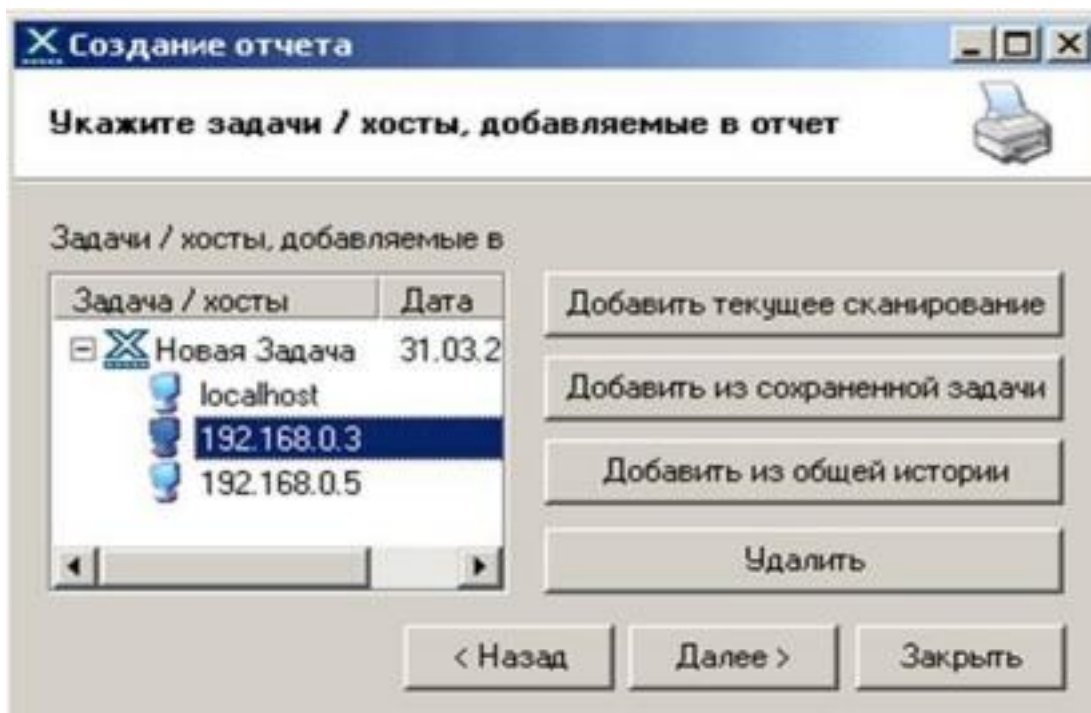 Создание отчета
Укажите задачи / хосты, добавляемые в отчет
Задачи / хосты, добавляемые в
Задача / хосты Дата
Новая Задача 31.03.2
localhost
192.168.0.3
192.168.0.5
Добавить текущее сканирование
Добавить из сохраненной задачи
Добавить из общей истории
Удалить
< Назад Далее > Закрыть